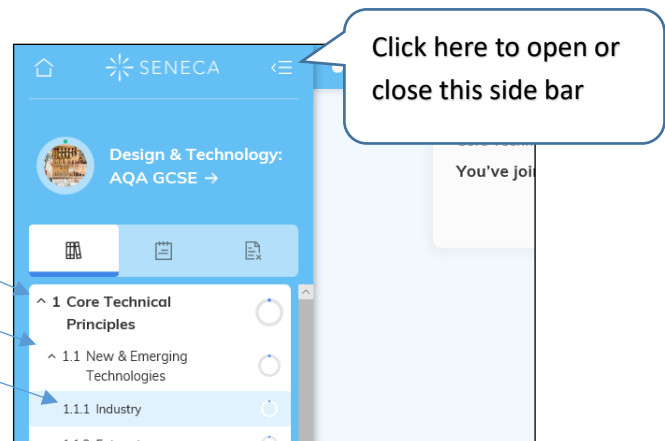 Click here to open or
close this side bar
SENECA
Design & Technology:
AQA GCSE →
You've joi
1 Core Technical
Principles
1.1 New & Emerging
Technologies
1.1.1 Industry